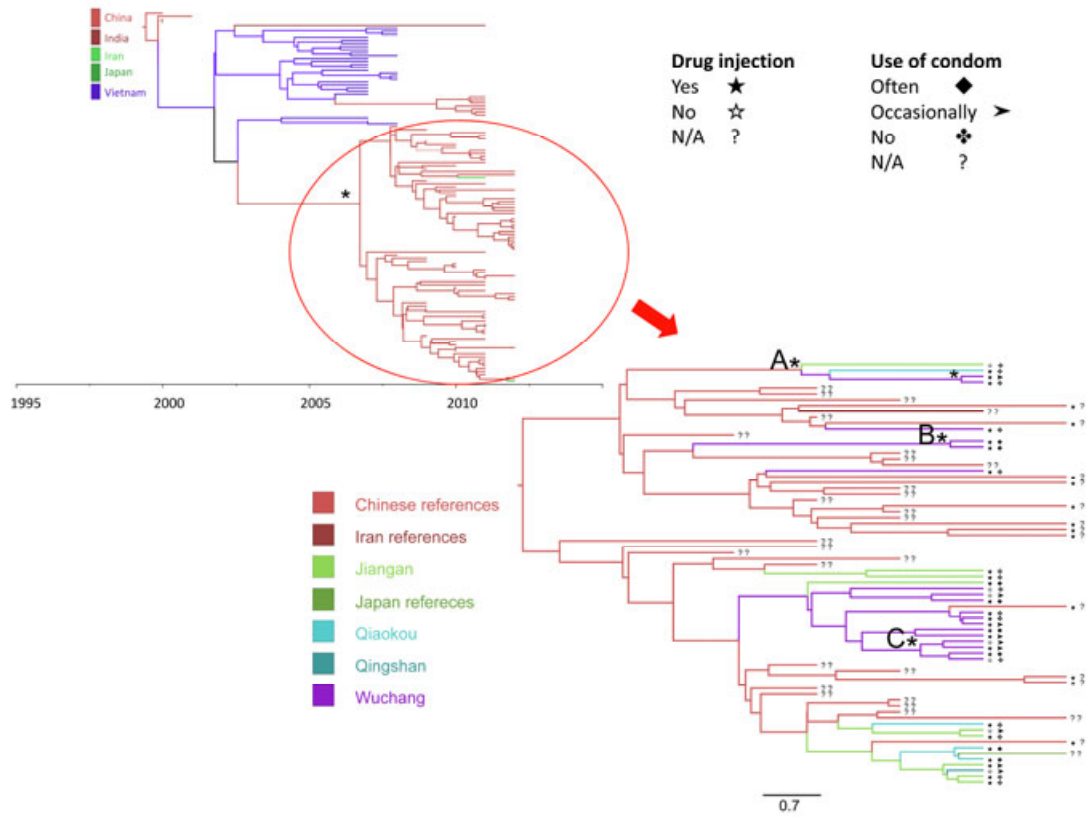 China
India
Iran
Japan
Vietnam
Drug injection
Yes ★
No ☆
N/A ?
Use of condom
Often ◆
Occasionally ➤
No ✤
N/A ?
*
1995 2000 2005 2010
A*
*
B*
C*
Chinese references
Iran references
Jiangan
Japan refereces
Qiaokou
Qingshan
Wuchang
0.7